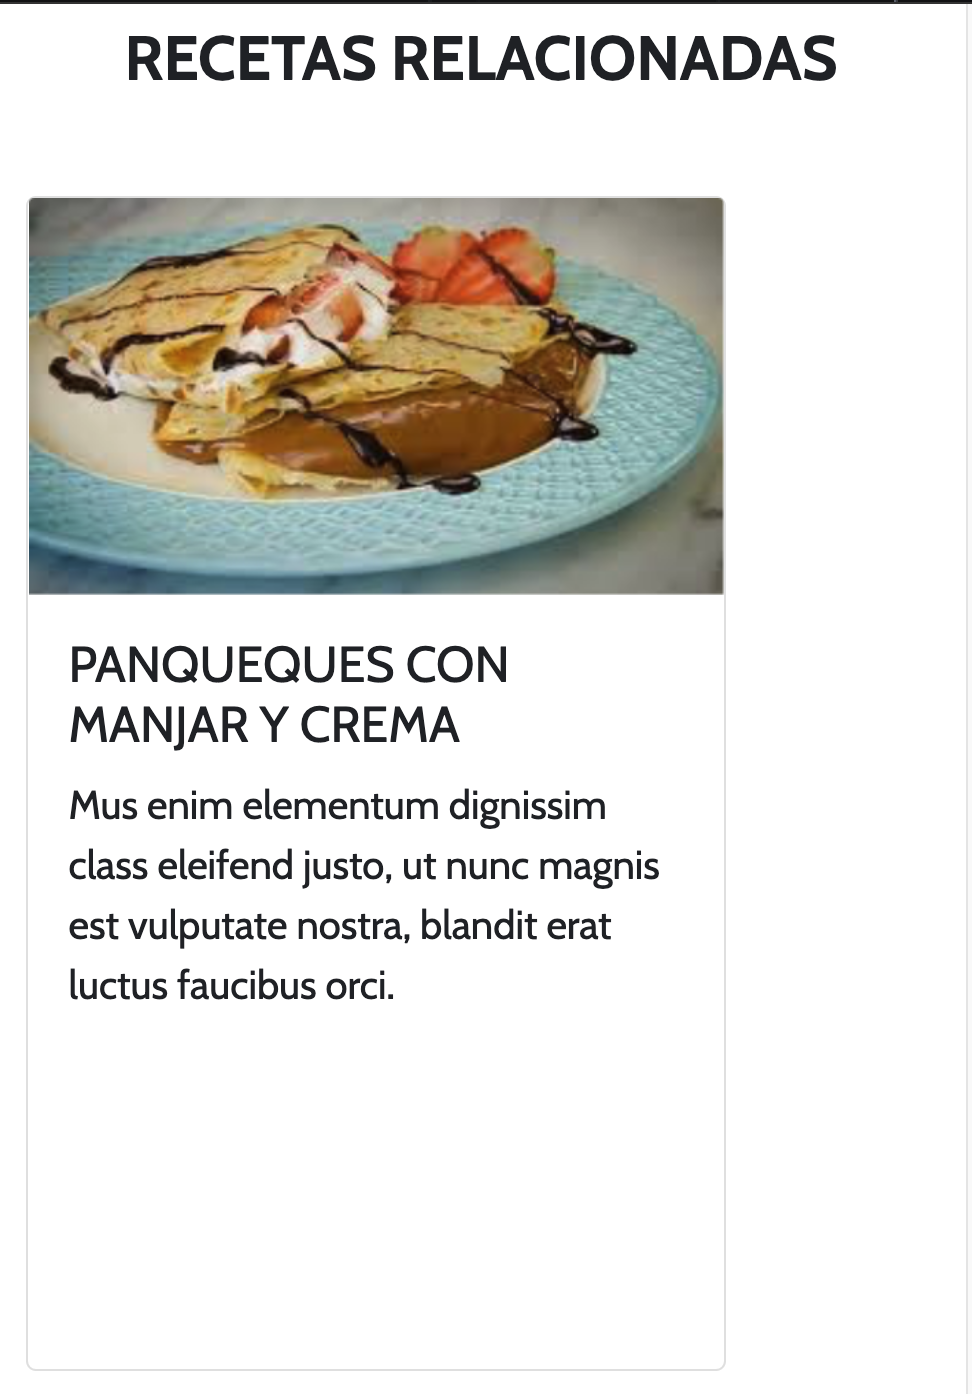 RECETAS RELACIONADAS
PANQUEQUES CON
MANJAR Y CREMA
Mus enim elementum dignissim
class eleifend justo, ut nunc magnis
est vulputate nostra, blandit erat
luctus faucibus orci.